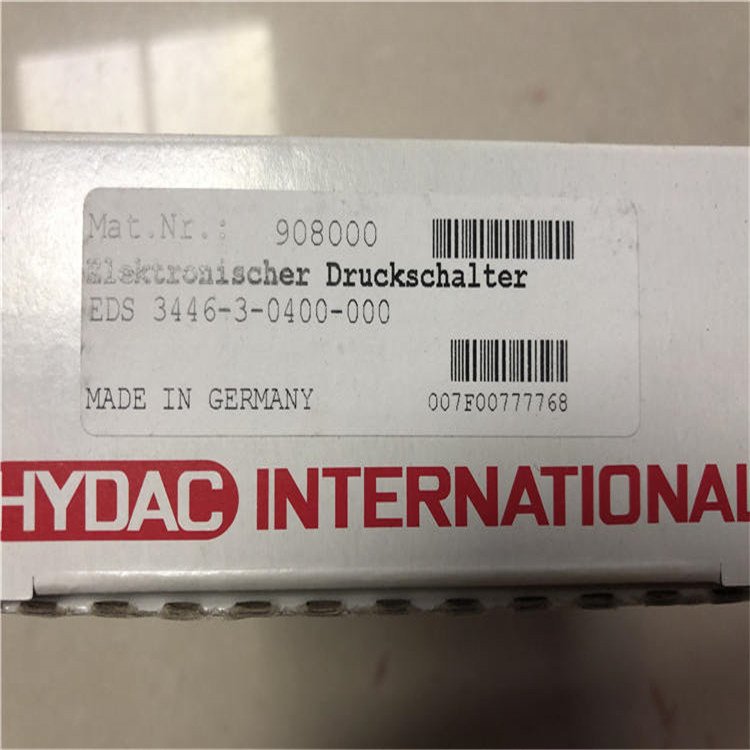 Mat.Nr.: 908000
Elektronischer Druckschalter
EDS 3446-3-0400-000
MADE IN GERMANY 007F00777768
HYDAC INTERNATIONAL